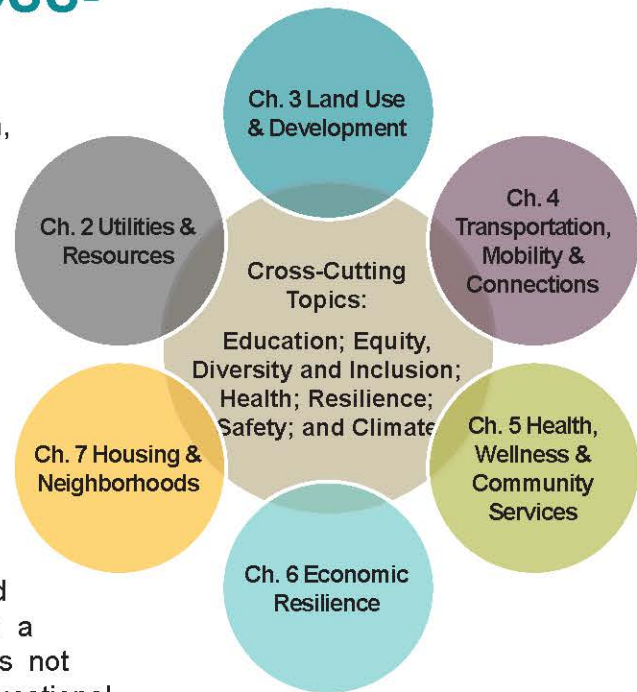 Ch. 3 Land Use
& Development
Ch. 2 Utilities &
Resources
Ch. 4
Transportation,
Mobility &
Connections
Cross-Cutting
Topics:
Education; Equity,
Diversity and Inclusion;
Health; Resilience;
Safety; and Climate
Ch. 7 Housing &
Neighborhoods
Ch. 5 Health,
Wellness &
Community
Services
Ch. 6 Economic
Resilience
a
not